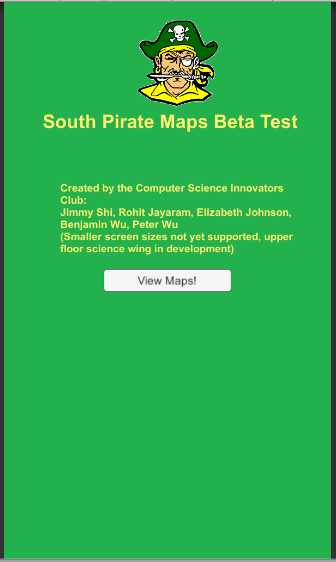 South Pirate Maps Beta Test
Created by the Computer Science Innovators
Club:
Jimmy Shi, Rohit Jayaram, Elizabeth Johnson,
Benjamin Wu, Peter Wu
(Smaller screen sizes not yet supported, upper
floor science wing in development)
View Maps!